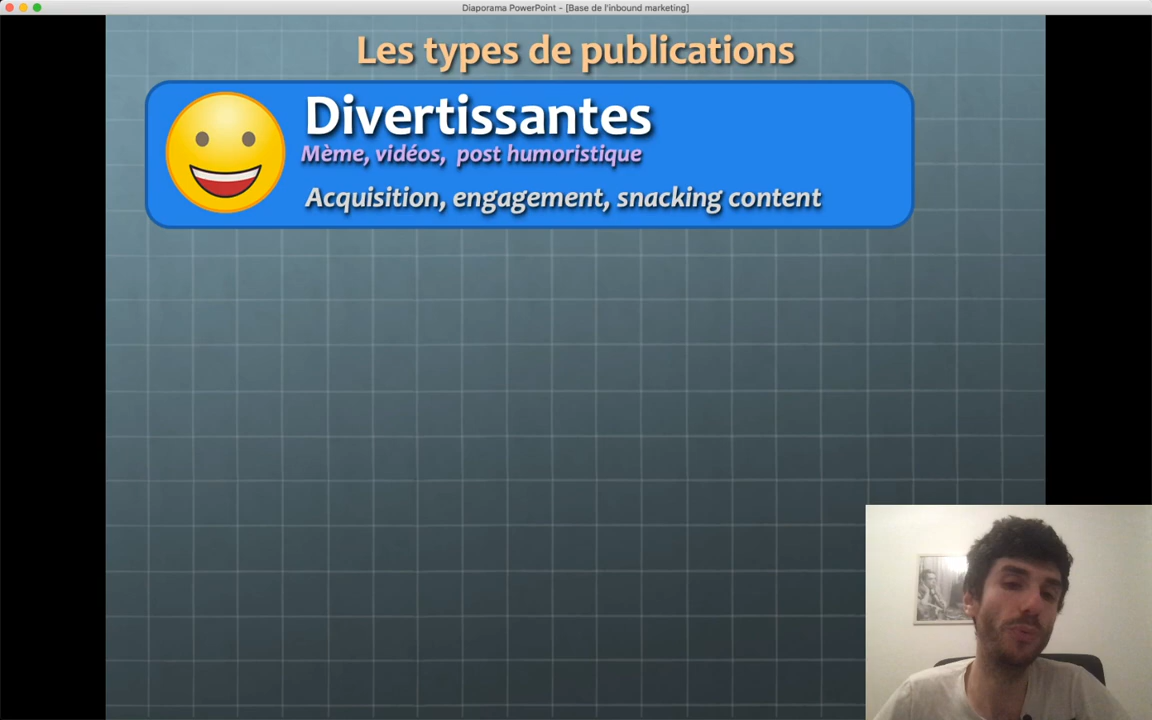 Diaporama PowerPoint - [Base de l'inbound marketing]
Les types de publications
Divertissantes
Mème, vidéos, post humoristique
Acquisition, engagement, snacking content